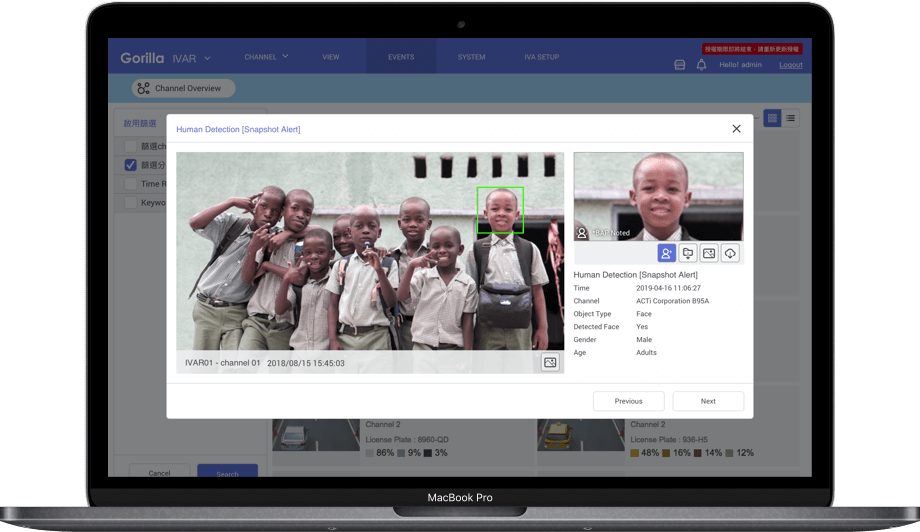 Gorilla IVAR
CHANNEL
VIEW
EVENTS
SYSTEM
IVA SETUP
授權期限即將結束，請重新更新授權
Hello! admin
Logout
Channel Overview
啟用篩選
篩選ch
篩選分
Time R
Keywo
Cancel
Search
Human Detection [Snapshot Alert]
IVAR01 - channel 01 2018/08/15 15:45:03
Noted
Human Detection [Snapshot Alert]
Time 2019-04-16 11:06:27
Channel ACTi Corporation B95A
Object Type Face
Detected Face Yes
Gender Male
Age Adults
Previous
Next
Channel 2
License Plate : 8960-QD
86% 9% 3%
Channel 2
License Plate : 936-H5
48% 16% 14% 12%
MacBook Pro